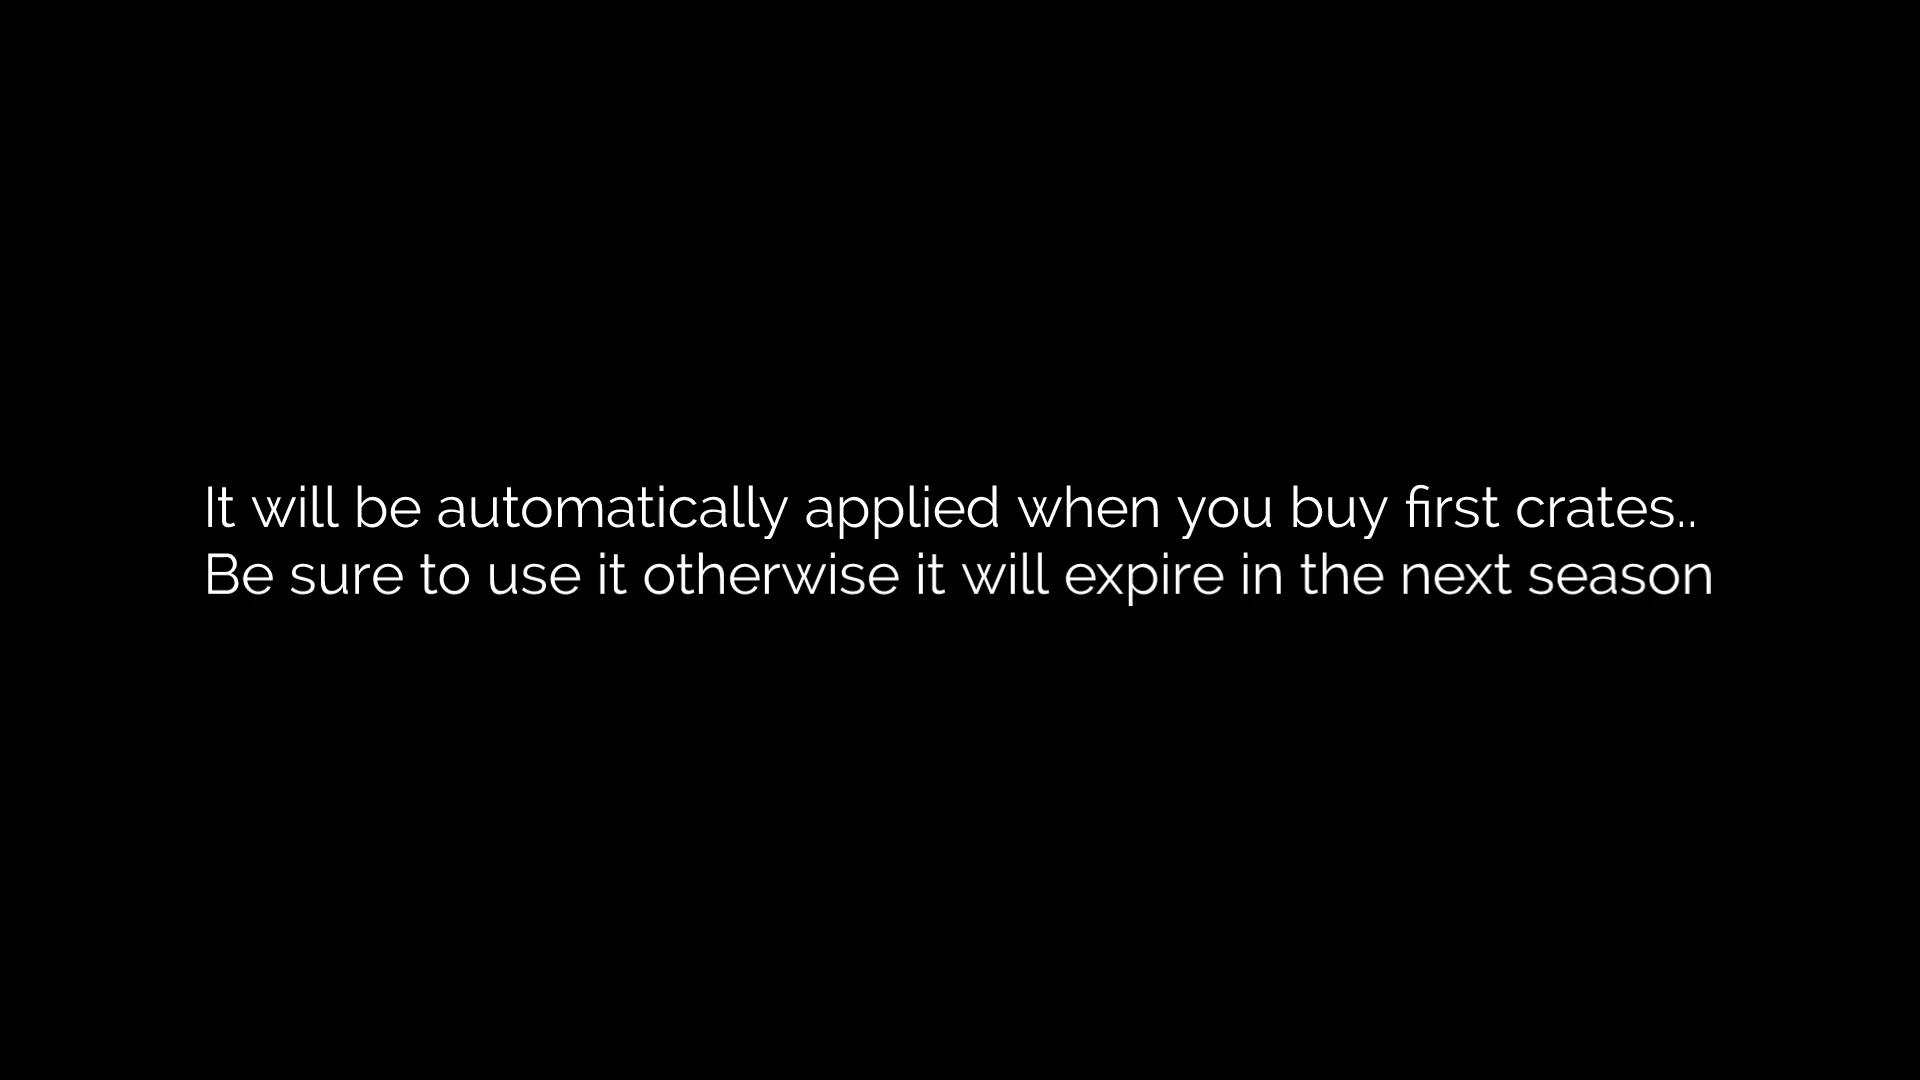 It will be automatically applied when you buy first crates..
Be sure to use it otherwise it will expire in the next season